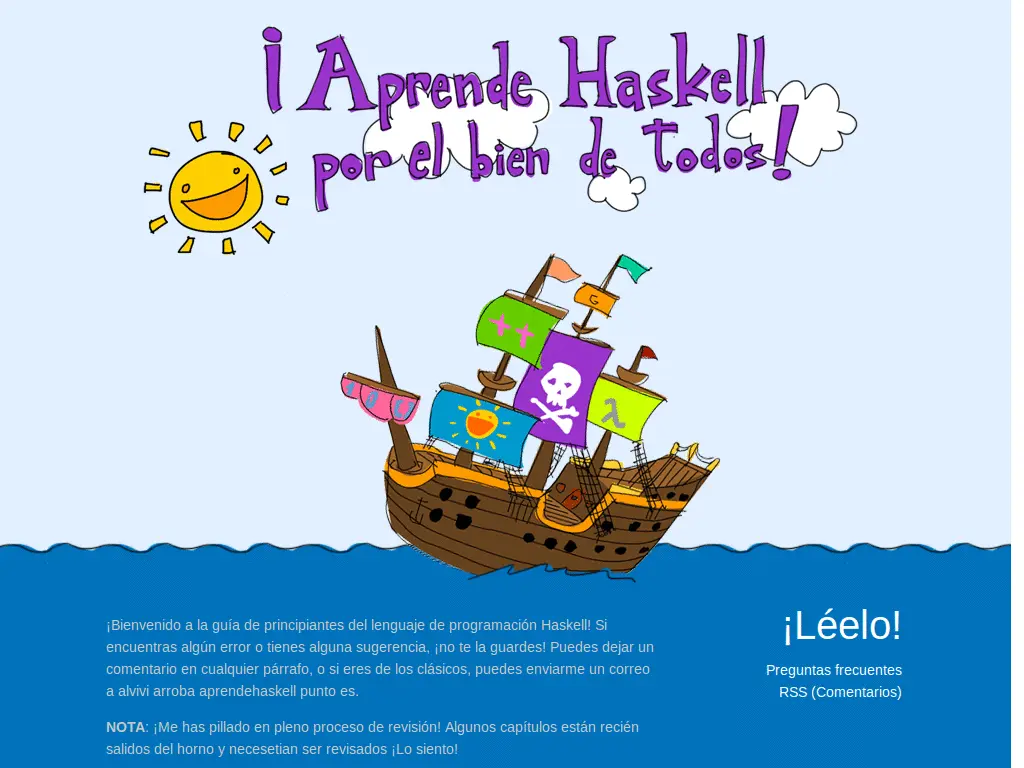 ¡Aprende Haskell
por el bien de todos!
G
++
λ
¡Bienvenido a la guía de principiantes del lenguaje de programación Haskell! Si
encuentras algún error o tienes alguna sugerencia, ¡no te la guardes! Puedes dejar un
comentario en cualquier párrafo, o si eres de los clásicos, puedes enviarme un correo
a alvivi arroba aprendehaskell punto es.
NOTA: ¡Me has pillado en pleno proceso de revisión! Algunos capítulos están recién
salidos del horno y necesetian ser revisados ¡Lo siento!
¡Léelo!
Preguntas frecuentes
RSS (Comentarios)